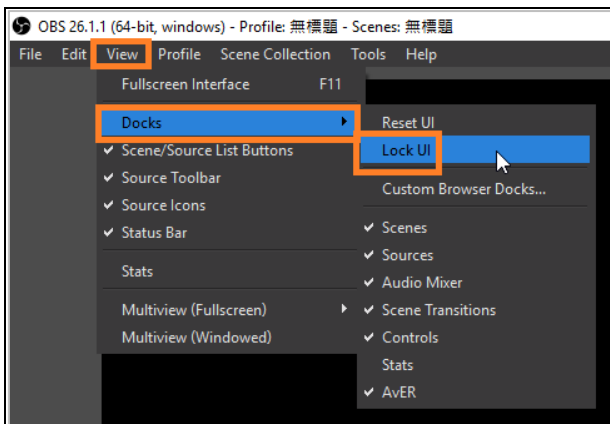 OBS 26.1.1 (64-bit, windows) - Profile: 無標題 - Scenes: 無標題
File Edit View Profile Scene Collection Tools Help
Fullscreen Interface F11
Docks
Scene/Source List Buttons
Source Toolbar
Source Icons
Status Bar
Stats
Multiview (Fullscreen)
Multiview (Windowed)
Reset UI
Lock UI
Custom Browser Docks...
Scenes
Sources
Audio Mixer
Scene Transitions
Controls
Stats
AvER